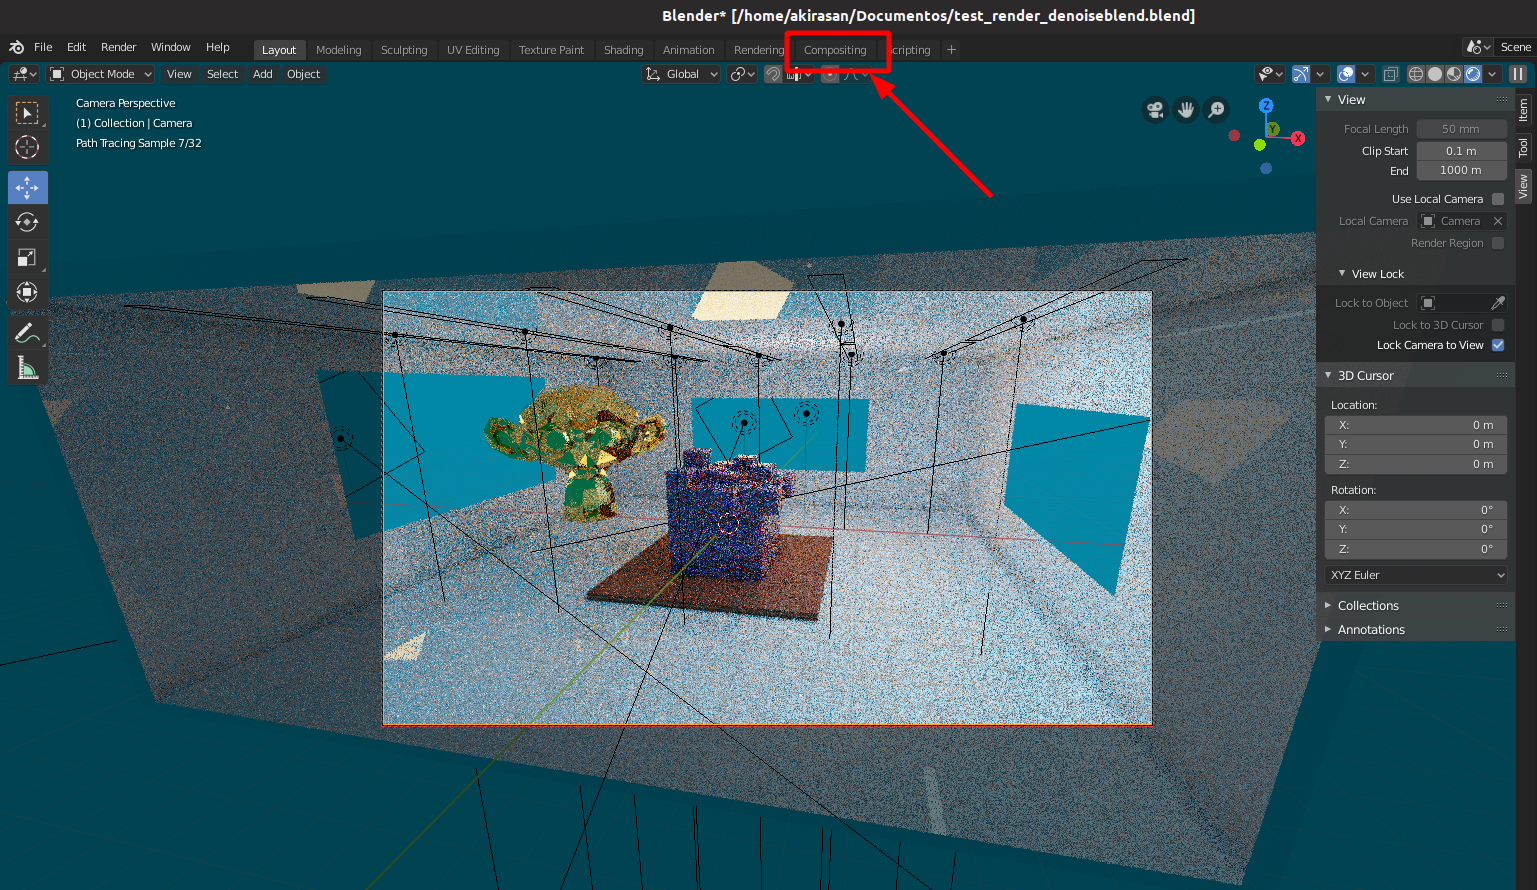 Blender* [/home/akirasan/Documentos/test_render_denoiseblend.blend]
File Edit Render Window Help Layout Modeling Sculpting UV Editing Texture Paint Shading Animation Rendering Compositing cripting + Scene
Object Mode View Select Add Object Global
Camera Perspective
(1) Collection | Camera
Path Tracing Sample 7/32
Z
Y
X
View
Focal Length 50 mm
Clip Start 0.1 m
End 1000 m
Use Local Camera
Local Camera Camera
Render Region
View Lock
Lock to Object
Lock to 3D Cursor
Lock Camera to View
3D Cursor
Location:
X: 0 m
Y: 0 m
Z: 0 m
Rotation:
X: 0°
Y: 0°
Z: 0°
XYZ Euler
Collections
Annotations
Item
Tool
View